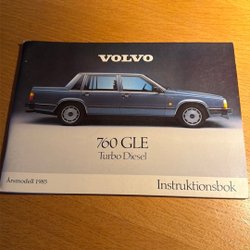 VOLVO
760 GLE
Turbo Diesel
Årsmodell 1985
Instruktionsbok